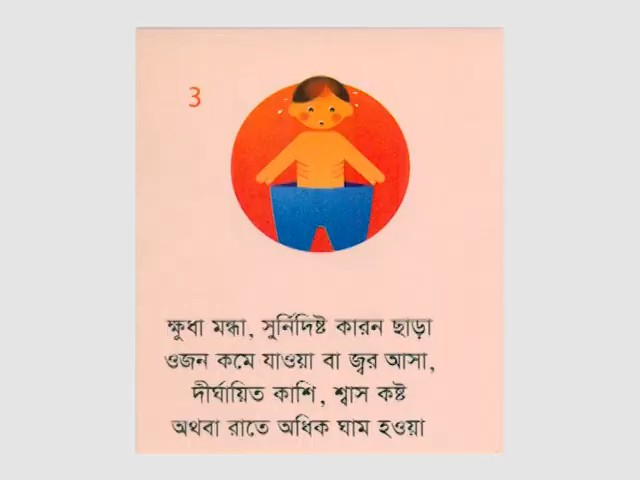 3
ক্ষুধা মন্ধা, সুর্নিদিষ্ট কারন ছাড়া
ওজন কমে যাওয়া বা জ্বর আসা,
দীর্ঘায়িত কাশি, শ্বাস কষ্ট
অথবা রাতে অধিক ঘাম হওয়া